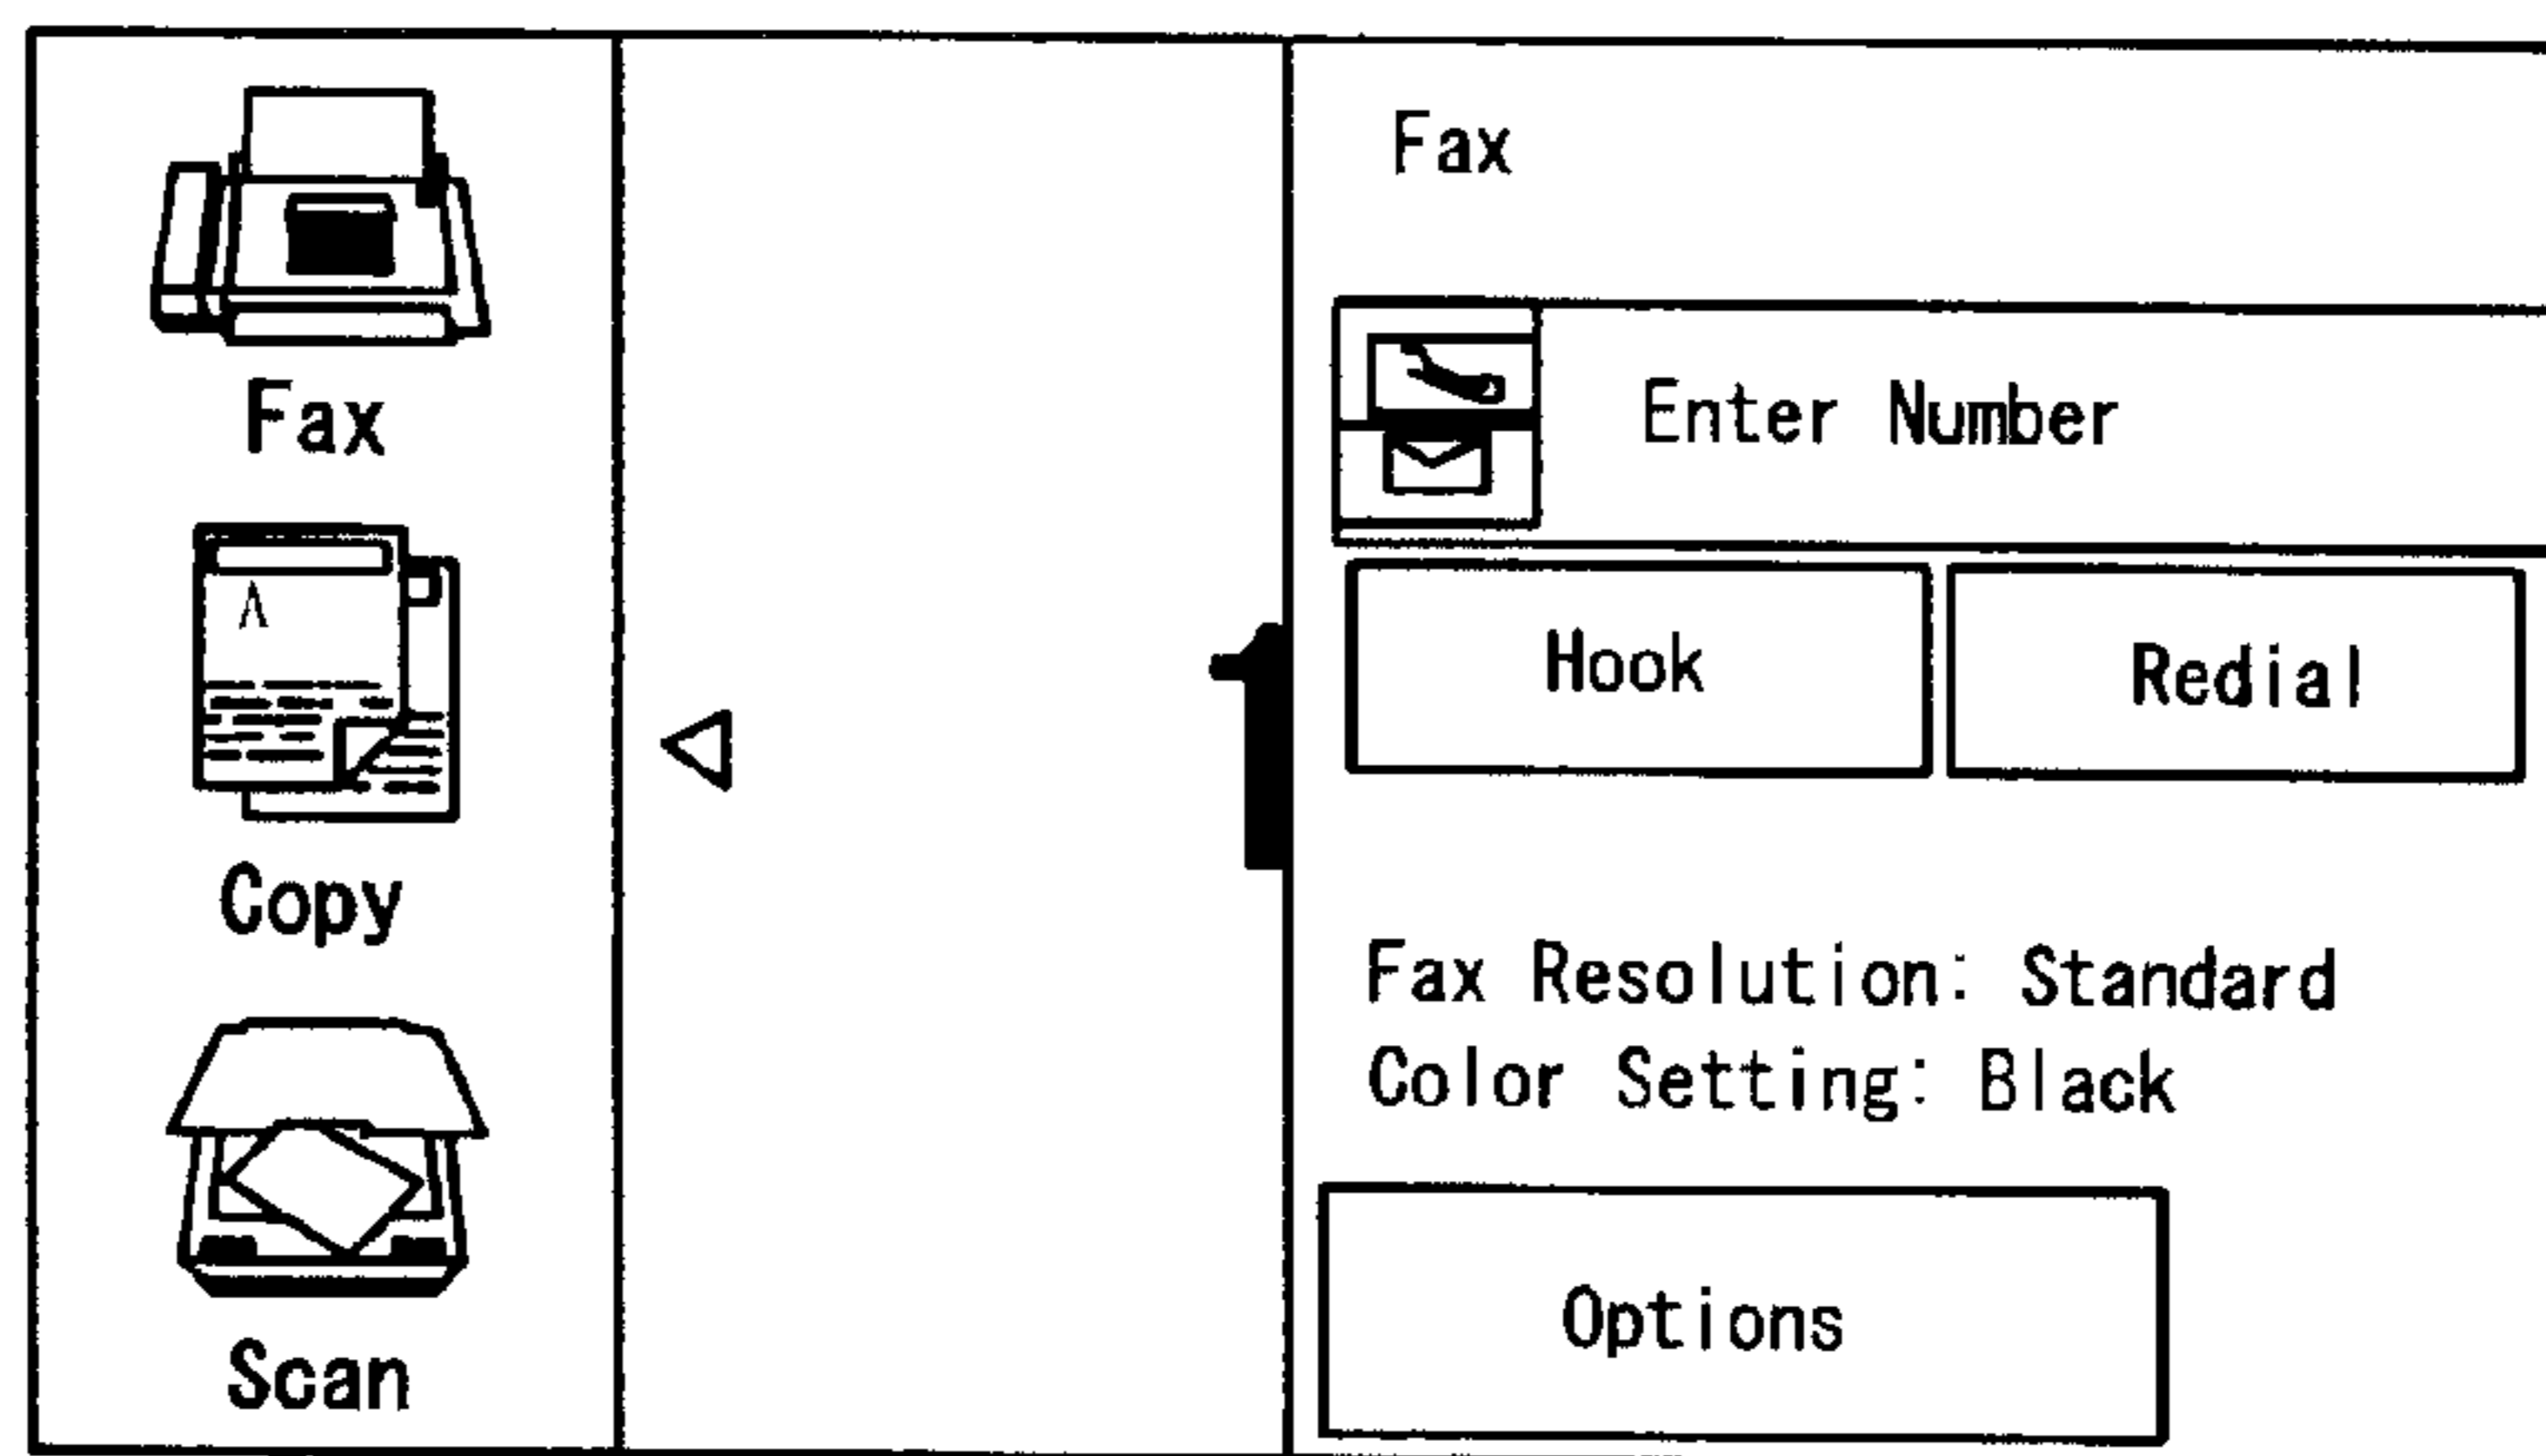 Fax
Copy
Scan
Fax
Enter Number
Hook
Redial
Fax Resolution: Standard
Color Setting: Black
Options